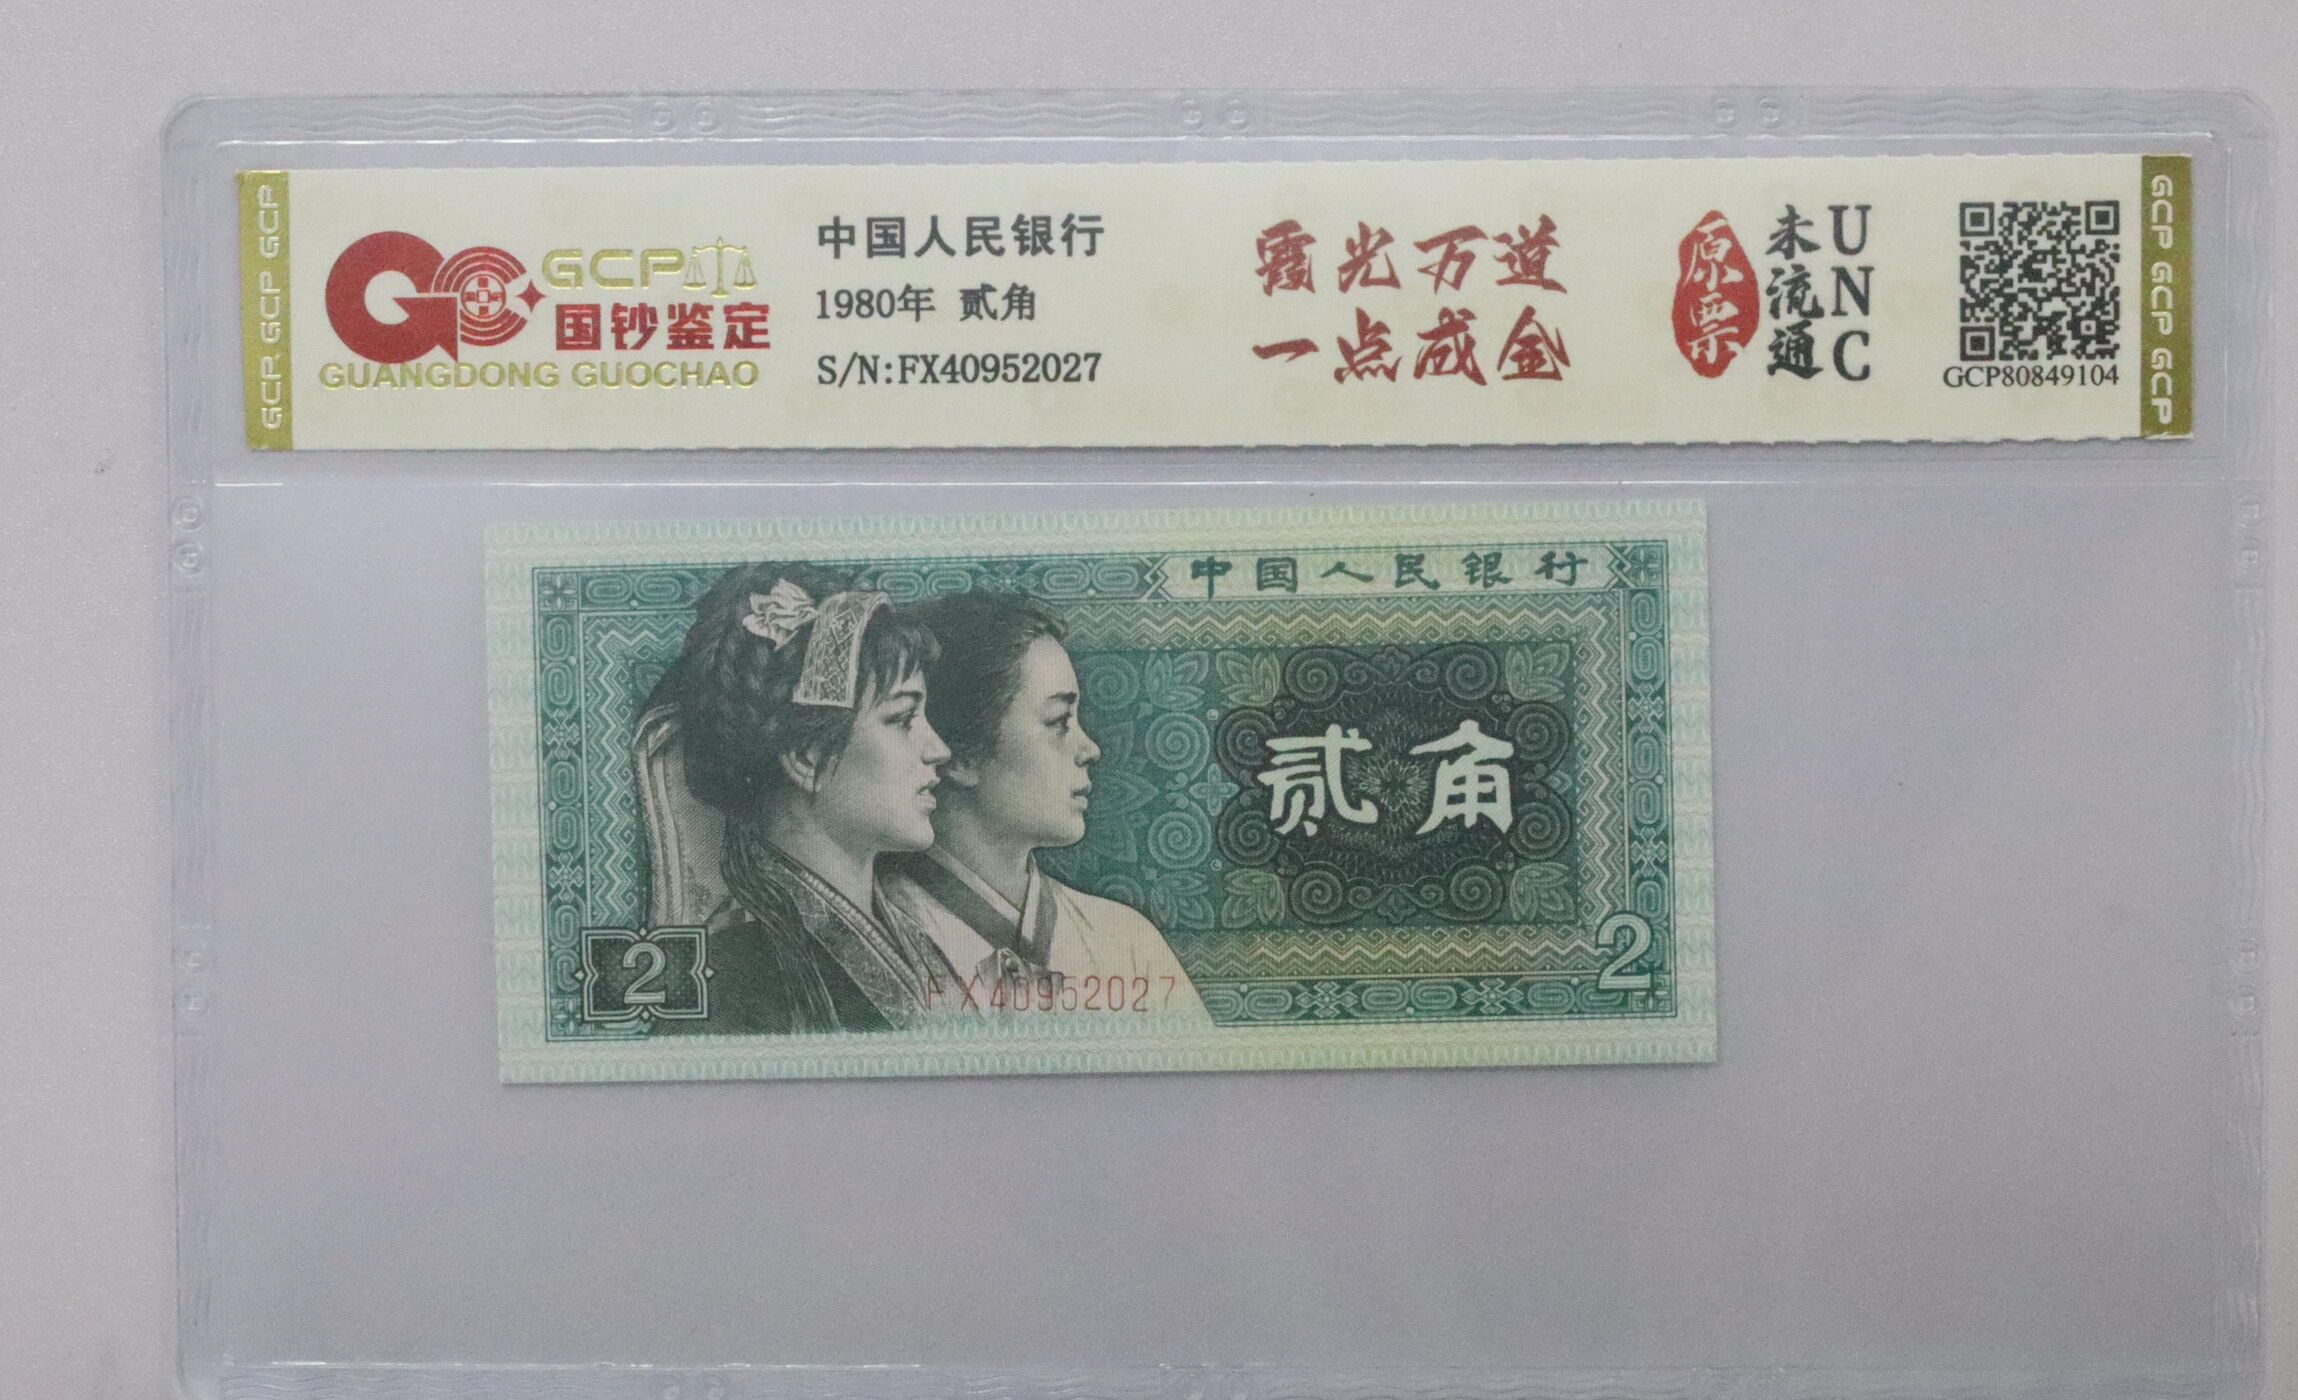 GCP GCP GCP
GCP
国钞鉴定
GUANGDONG GUOCHAO
中国人民银行
1980年 贰角
S/N:FX40952027
霞光万道
一点成金
原票
未流通
UNC
GCP80849104
GCP GCP GCP
中国人民银行
贰角
2
2
FX40952027